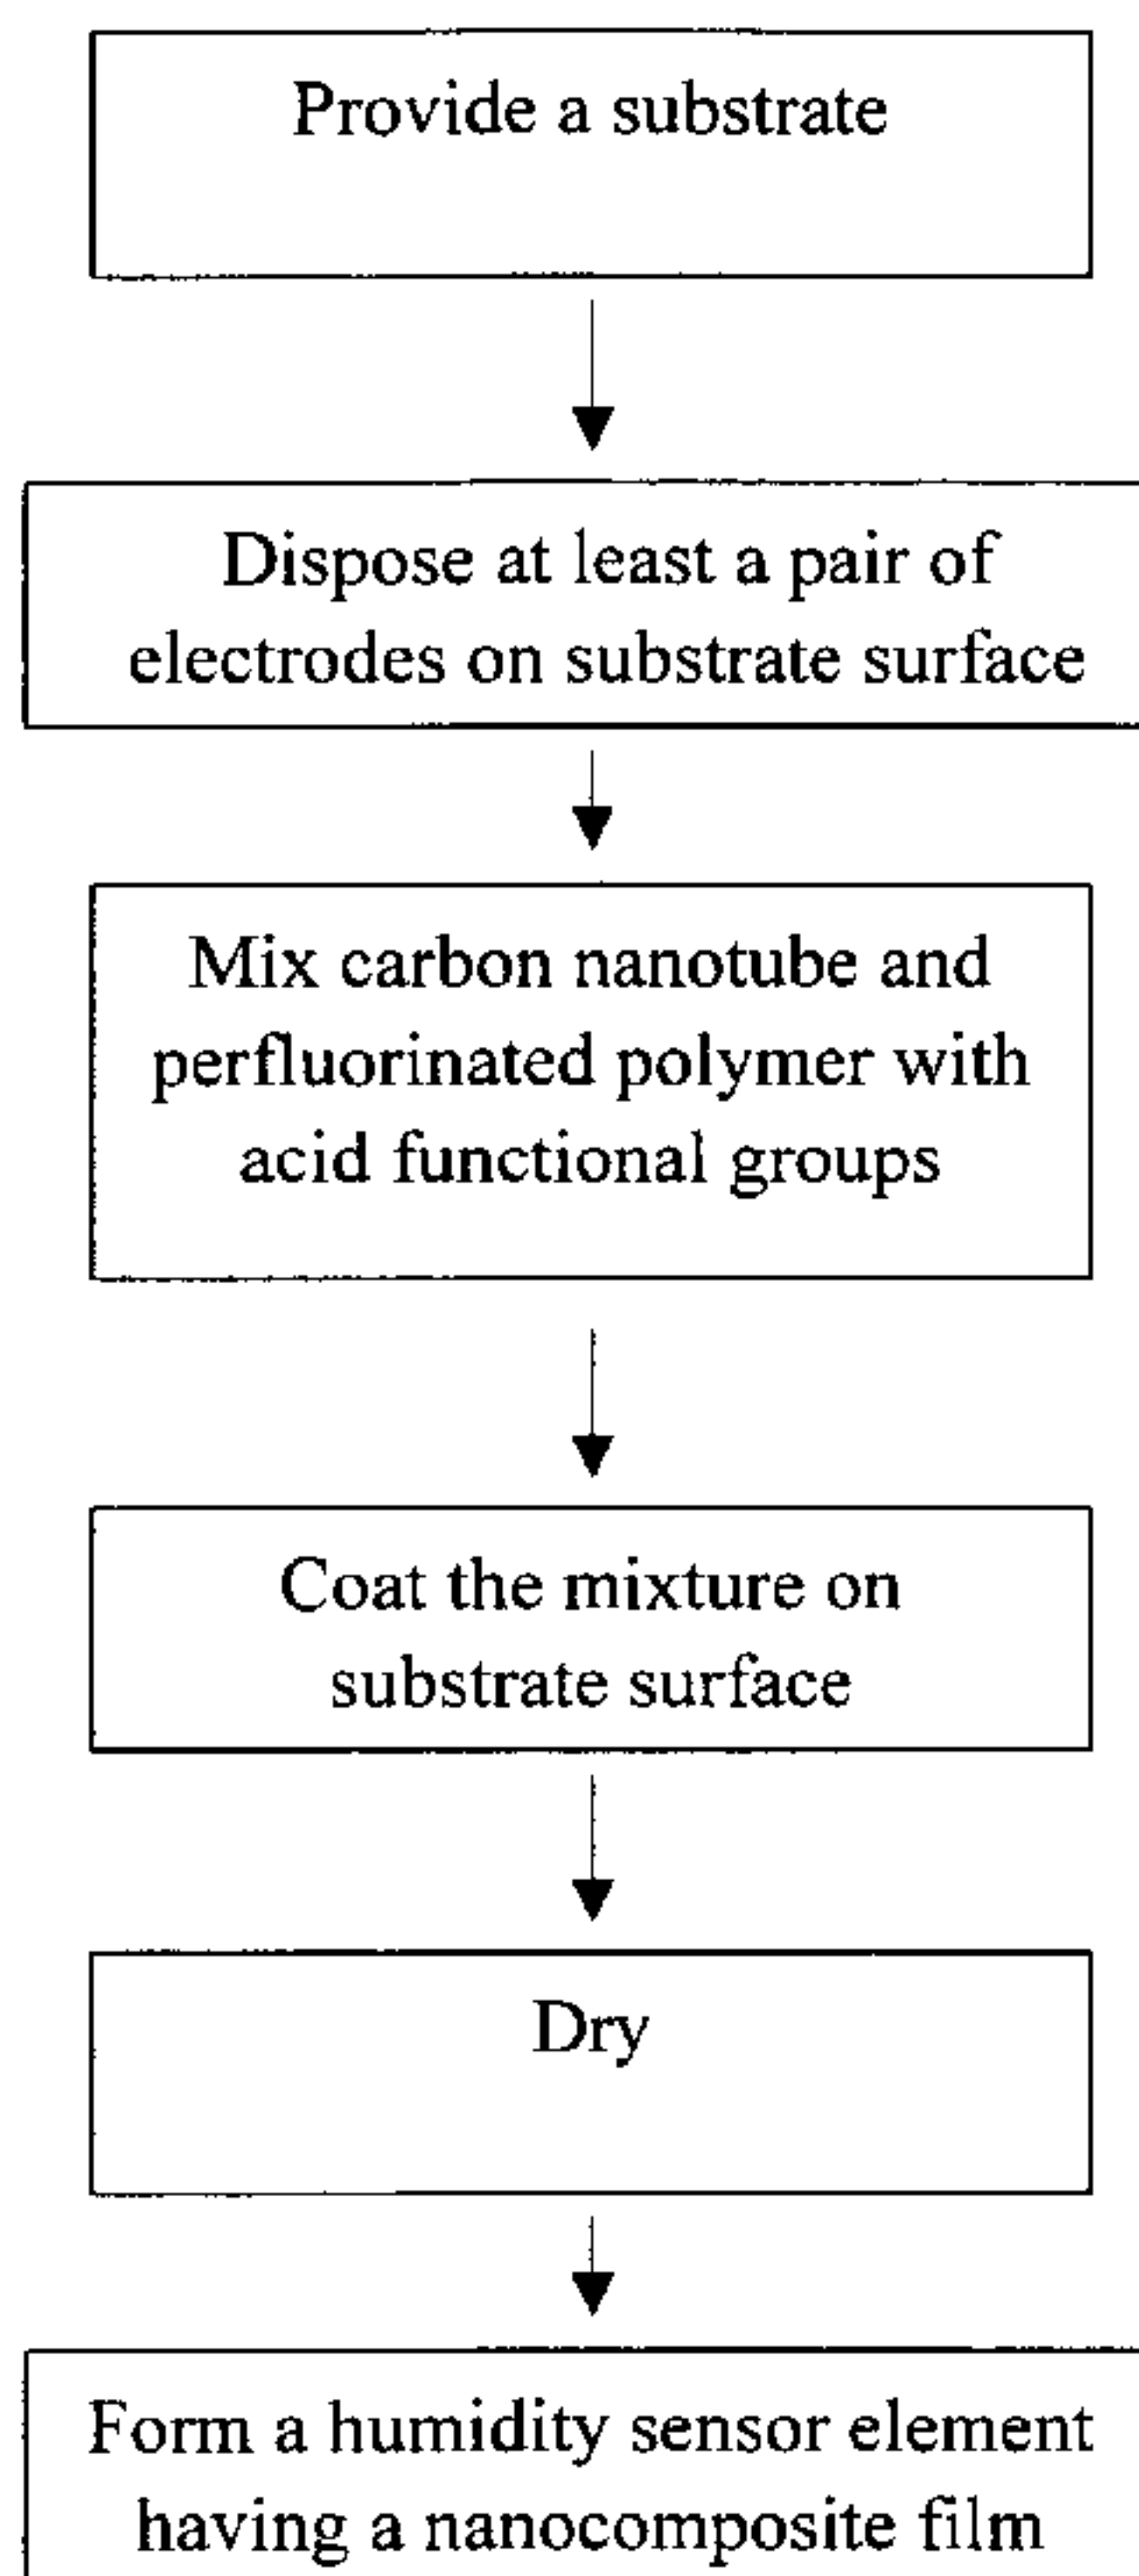 Provide a substrate
Dispose at least a pair of
electrodes on substrate surface
Mix carbon nanotube and
perfluorinated polymer with
acid functional groups
Coat the mixture on
substrate surface
Dry
Form a humidity sensor element
having a nanocomposite film